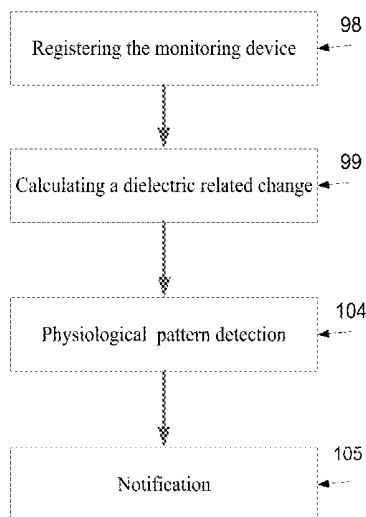 98
Registering the monitoring device
99
Calculating a dielectric related change
104
Physiological pattern detection
105
Notification